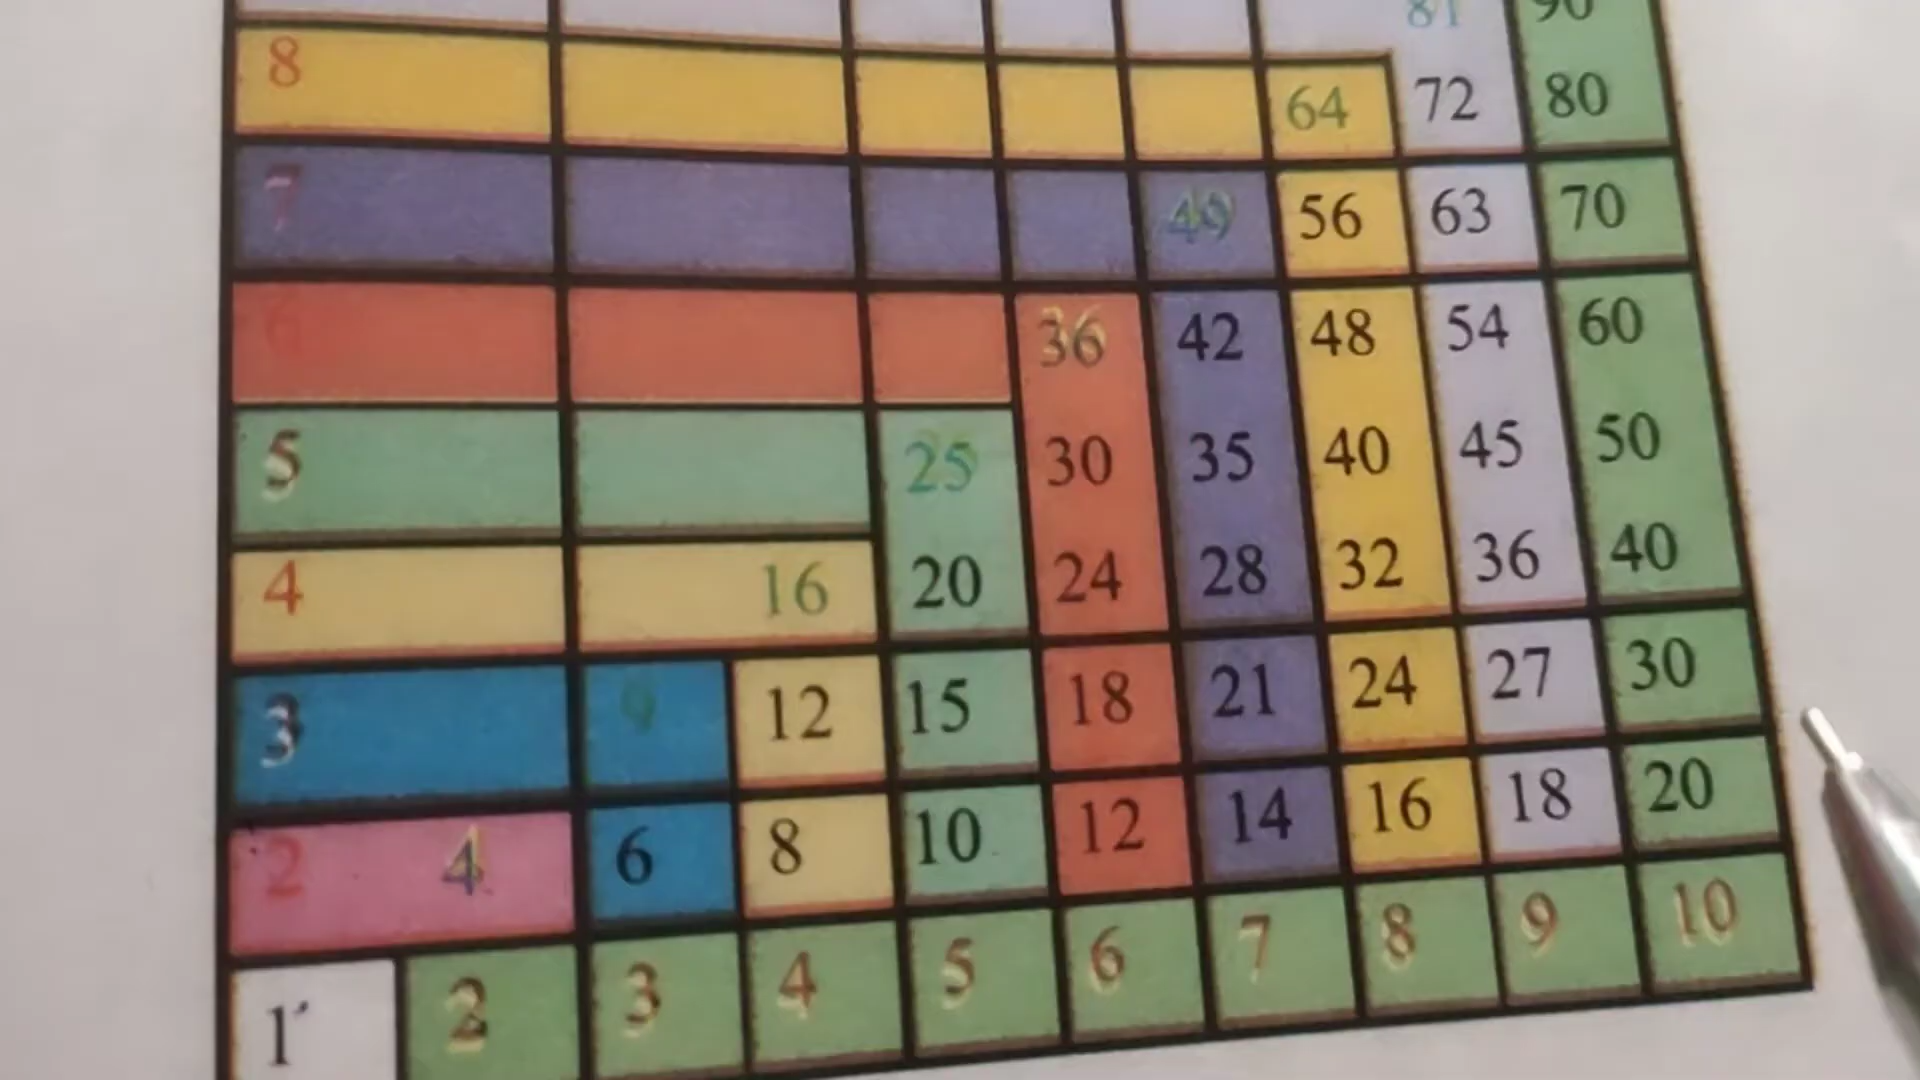 81 90
8 64 72 80
7 49 56 63 70
6 36 42 48 54 60
5 25 30 35 40 45 50
4 16 20 24 28 32 36 40
3 9 12 15 18 21 24 27 30
2 4 6 8 10 12 14 16 18 20
1 2 3 4 5 6 7 8 9 10